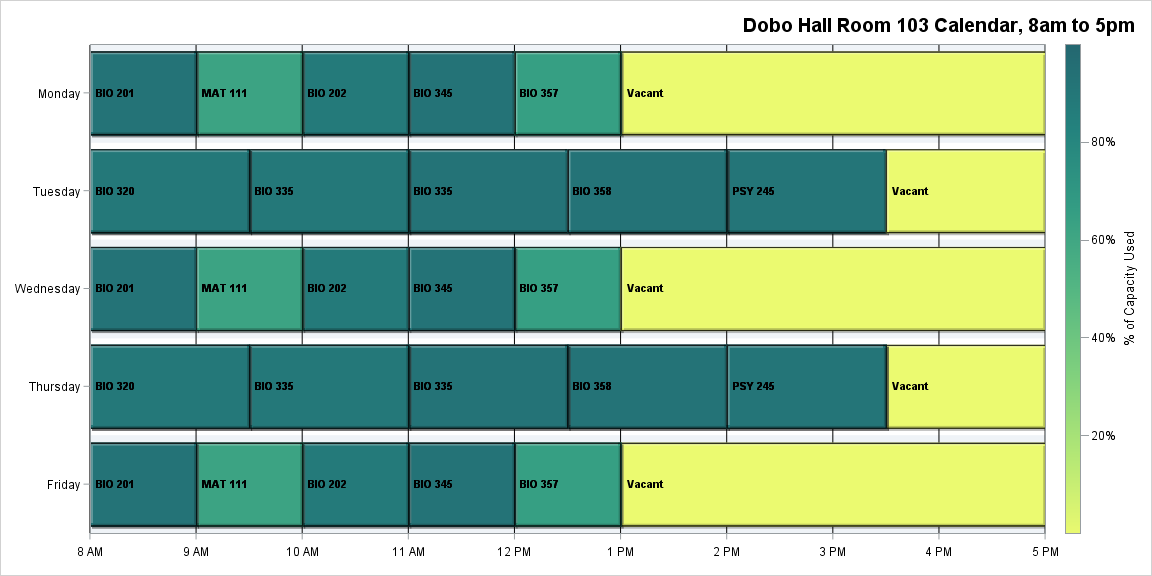 Dobo Hall Room 103 Calendar, 8am to 5pm
Monday BIO 201 MAT 111 BIO 202 BIO 345 BIO 357 Vacant
80%
Tuesday BIO 320 BIO 335 BIO 335 BIO 358 PSY 245 Vacant
60%
Wednesday BIO 201 MAT 111 BIO 202 BIO 345 BIO 357 Vacant
% of Capacity Used
40%
Thursday BIO 320 BIO 335 BIO 335 BIO 358 PSY 245 Vacant
20%
Friday BIO 201 MAT 111 BIO 202 BIO 345 BIO 357 Vacant
8 AM 9 AM 10 AM 11 AM 12 PM 1 PM 2 PM 3 PM 4 PM 5 PM